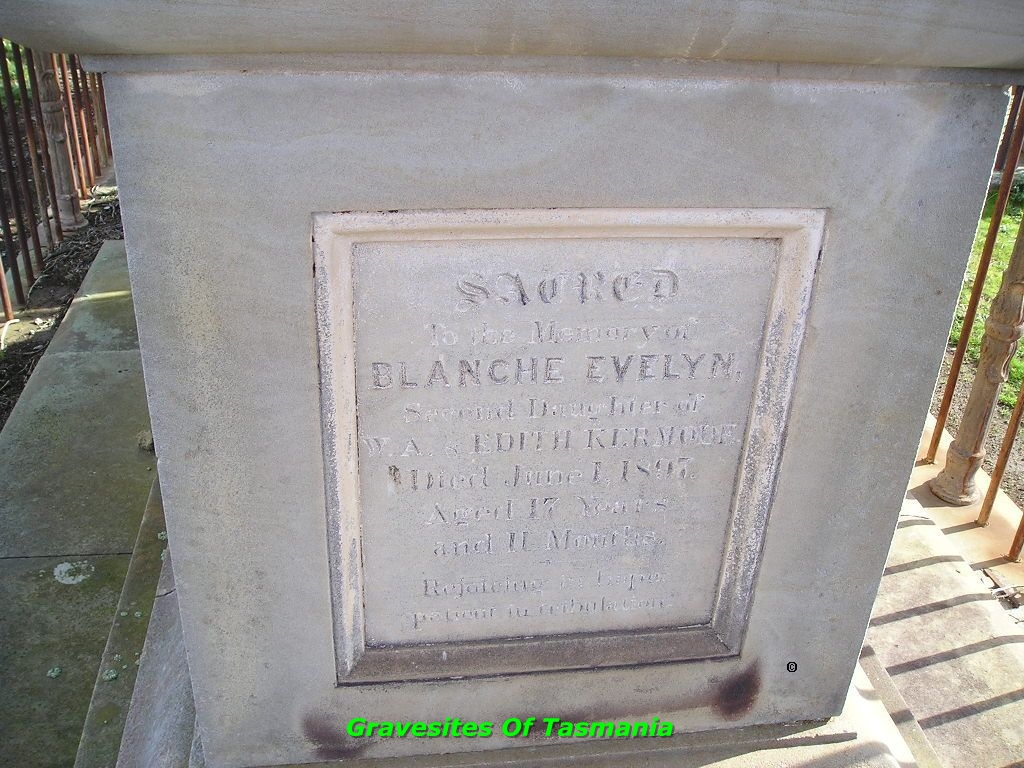 SACRED
To the Memory of
BLANCHE EVELYN,
Second Daughter of
W.A. & EDITH KERMODE.
Died June 1, 1897.
Aged 17 Years
and 11 Months.
Rejoicing in hope,
patient in tribulation.
©
Gravesites Of Tasmania